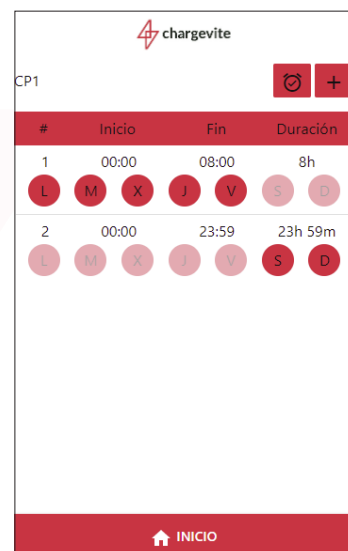 chargevite
CP1
# Inicio Fin Duración
1 00:00 08:00 8h
L M X J V S D
2 00:00 23:59 23h 59m
L M X J V S D
INICIO